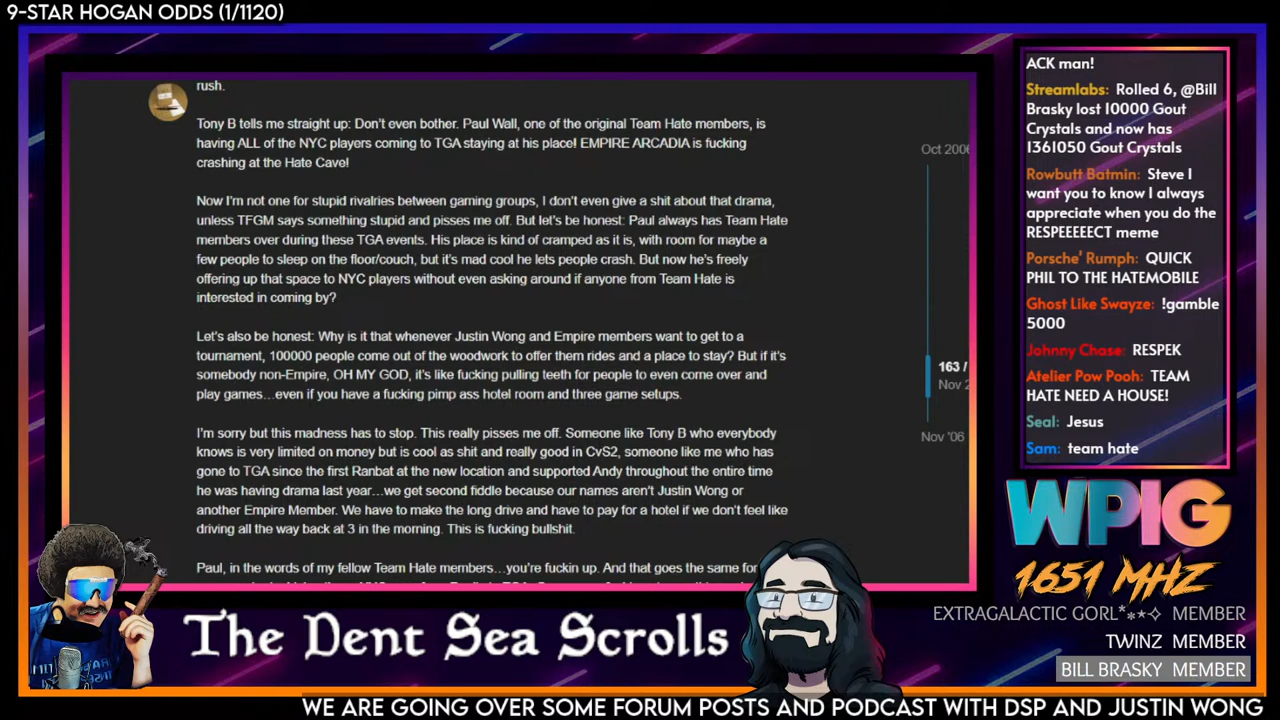 9-STAR HOGAN ODDS (1/1120)
rush.
Tony B tells me straight up: Don't even bother. Paul Wall, one of the original Team Hate members, is
having ALL of the NYC players coming to TGA staying at his place! EMPIRE ARCADIA is fucking
crashing at the Hate Cave!
Now I'm not one for stupid rivalries between gaming groups, I don't even give a shit about that drama,
unless TFGM says something stupid and pisses me off. But let's be honest: Paul always has Team Hate
members over during these TGA events. His place is kind of cramped as it is, with room for maybe a
few people to sleep on the floor/couch, but it's mad cool he lets people crash. But now he's freely
offering up that space to NYC players without even asking around if anyone from Team Hate is
interested in coming by?
Let's also be honest: Why is it that whenever Justin Wong and Empire members want to get to a
tournament, 100000 people come out of the woodwork to offer them rides and a place to stay? But if it's
somebody non-Empire, OH MY GOD, it's like fucking pulling teeth for people to even come over and
play games…even if you have a fucking pimp ass hotel room and three game setups.
I'm sorry but this madness has to stop. This really pisses me off. Someone like Tony B who everybody
knows is very limited on money but is cool as shit and really good in CvS2, someone like me who has
gone to TGA since the first Ranbat at the new location and supported Andy throughout the entire time
he was having drama last year…we get second fiddle because our names aren't Justin Wong or
another Empire Member. We have to make the long drive and have to pay for a hotel if we don't feel like
driving all the way back at 3 in the morning. This is fucking bullshit.
Paul, in the words of my fellow Team Hate members…you're fuckin up. And that goes the same for
Oct 2006
163 /
Nov 2
Nov '06
ACK man!
Streamlabs: Rolled 6, @Bill
Brasky lost 10000 Gout
Crystals and now has
1361050 Gout Crystals
Rowbutt Batmin: Steve I
want you to know I always
appreciate when you do the
RESPEEEEECT meme
Porsche' Rumph: QUICK
PHIL TO THE HATEMOBILE
Ghost Like Swayze: !gamble
5000
Johnny Chase: RESPEK
Atelier Pow Pooh: TEAM
HATE NEED A HOUSE!
Seal: Jesus
Sam: team hate
WPIG
1651 MHZ
EXTRAGALACTIC GORL*⁎⋆✧ MEMBER
TWINZ MEMBER
BILL BRASKY MEMBER
The Dent Sea Scrolls
WE ARE GOING OVER SOME FORUM POSTS AND PODCAST WITH DSP AND JUSTIN WONG